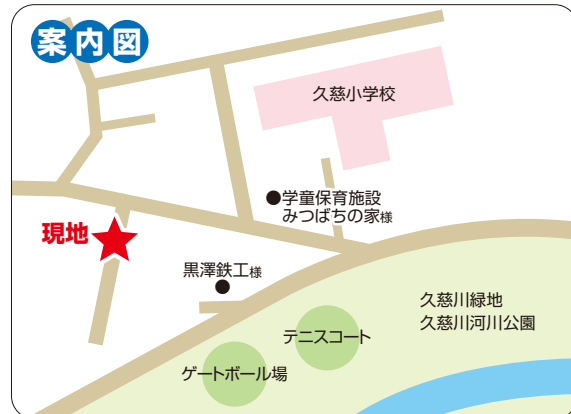 案内図
久慈小学校
学童保育施設
みつばちの家様
現地
黒澤鉄工様
久慈川緑地
久慈川河川公園
テニスコート
ゲートボール場